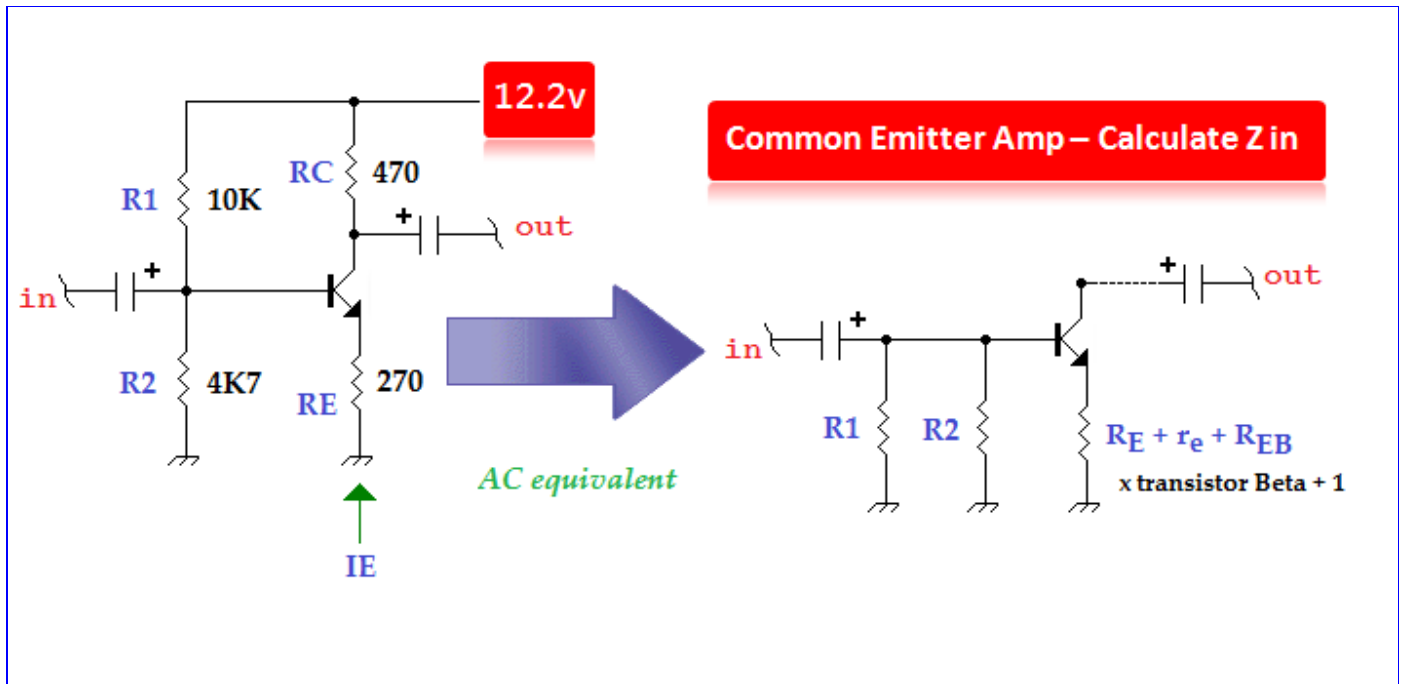 12.2v
RC 470
R1 10K
+ out
+
in
R2 4K7
RE 270
IE
AC equivalent
Common Emitter Amp – Calculate Z in
+ out
+
in
R1 R2 RE + re + REB
x transistor Beta + 1